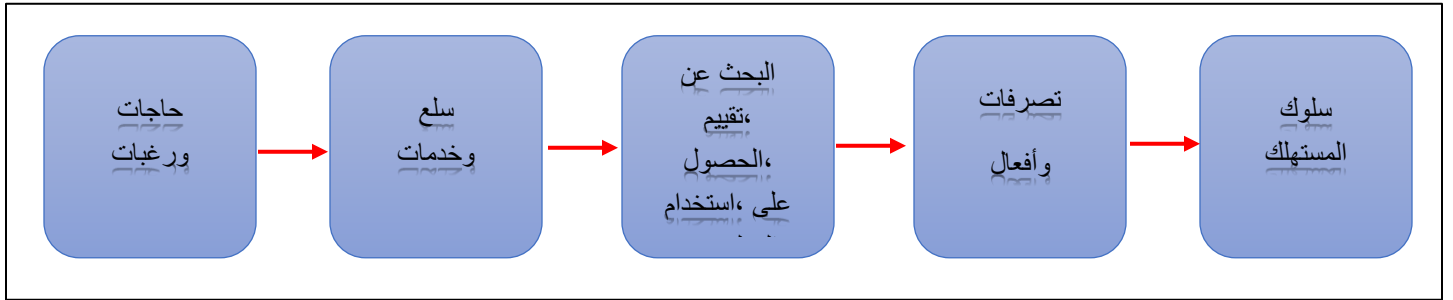 حاجات
ورغبات
سلع
وخدمات
البحث عن
،تقييم
،الحصول
على ،استخدام
تصرفات
وأفعال
سلوك
المستهلك